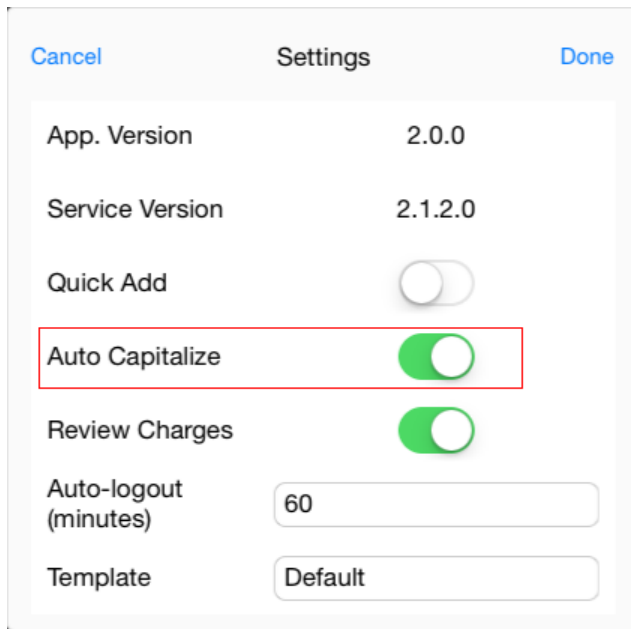 Cancel Settings Done
App. Version 2.0.0
Service Version 2.1.2.0
Quick Add
Auto Capitalize
Review Charges
Auto-logout
(minutes) 60
Template Default